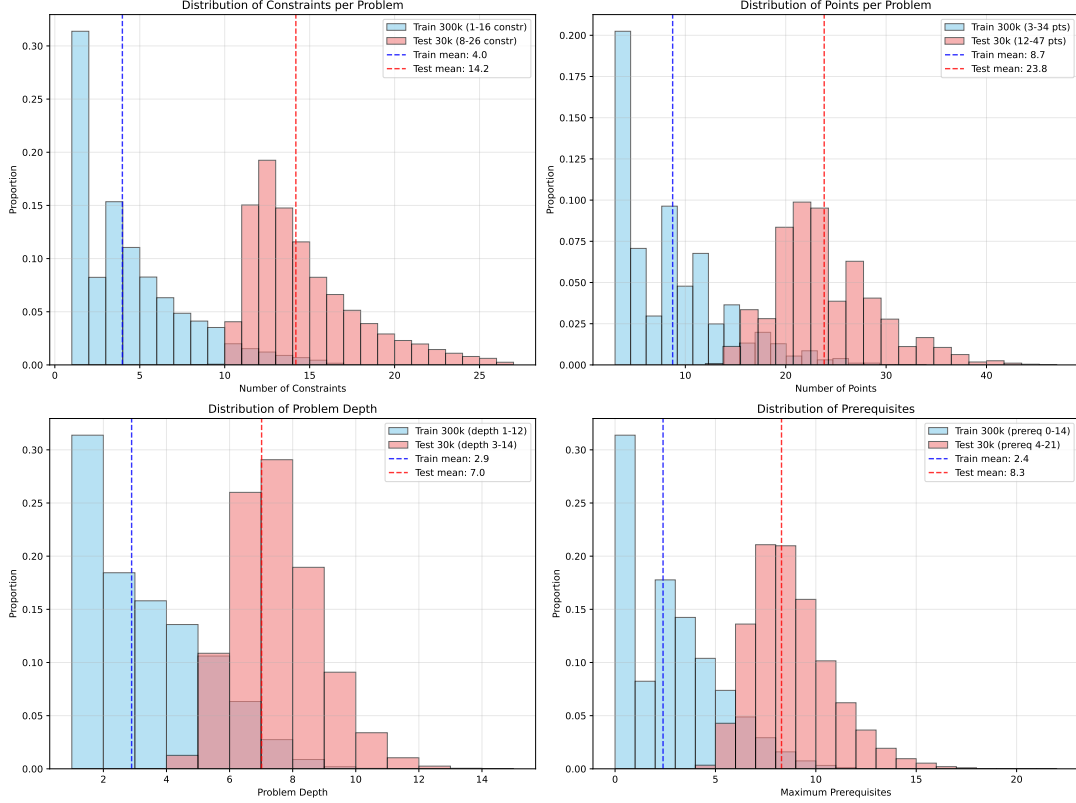 Distribution of Constraints per Problem
Train 300k (1-16 constr)
Test 30k (8-26 constr)
Train mean: 4.0
Test mean: 14.2
0.30
0.25
0.20
0.15
0.10
0.05
0.00
Proportion
0 5 10 15 20 25
Number of Constraints
Distribution of Points per Problem
Train 300k (3-34 pts)
Test 30k (12-47 pts)
Train mean: 8.7
Test mean: 23.8
0.200
0.175
0.150
0.125
0.100
0.075
0.050
0.025
0.000
Proportion
10 20 30 40
Number of Points
Distribution of Problem Depth
Train 300k (depth 1-12)
Test 30k (depth 3-14)
Train mean: 2.9
Test mean: 7.0
0.30
0.25
0.20
0.15
0.10
0.05
0.00
Proportion
2 4 6 8 10 12 14
Problem Depth
Distribution of Prerequisites
Train 300k (prereq 0-14)
Test 30k (prereq 4-21)
Train mean: 2.4
Test mean: 8.3
0.30
0.25
0.20
0.15
0.10
0.05
0.00
Proportion
0 5 10 15 20
Maximum Prerequisites